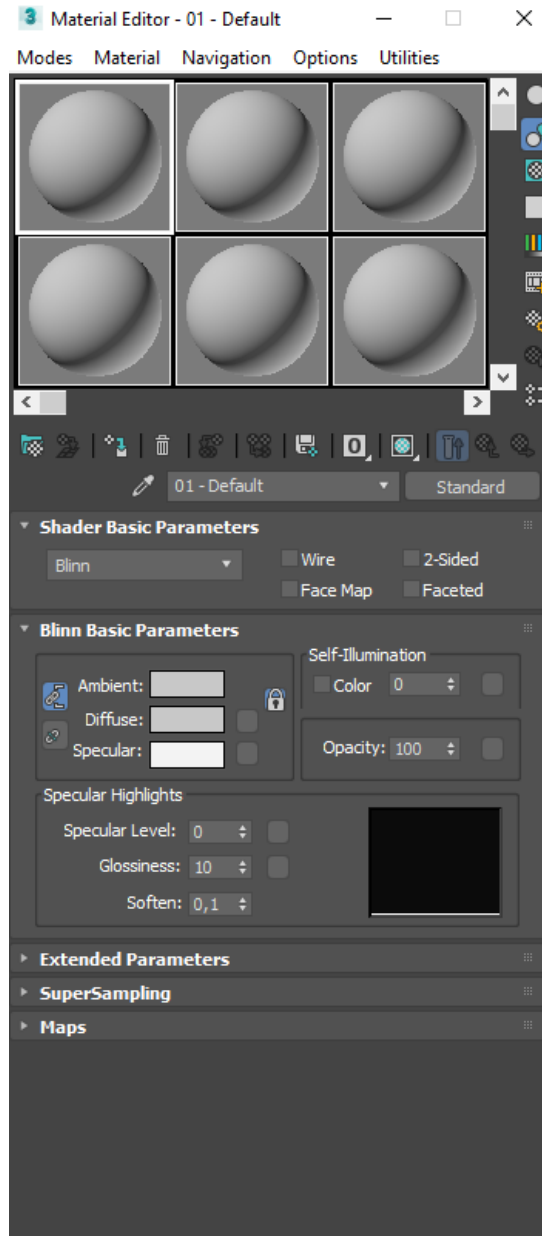 3 Material Editor - 01 - Default
Modes Material Navigation Options Utilities
0
01 - Default Standard
Shader Basic Parameters
Blinn Wire 2-Sided
Face Map Faceted
Blinn Basic Parameters
Self-Illumination
Ambient: Color 0
Diffuse:
Specular: Opacity: 100
Specular Highlights
Specular Level: 0
Glossiness: 10
Soften: 0,1
Extended Parameters
SuperSampling
Maps